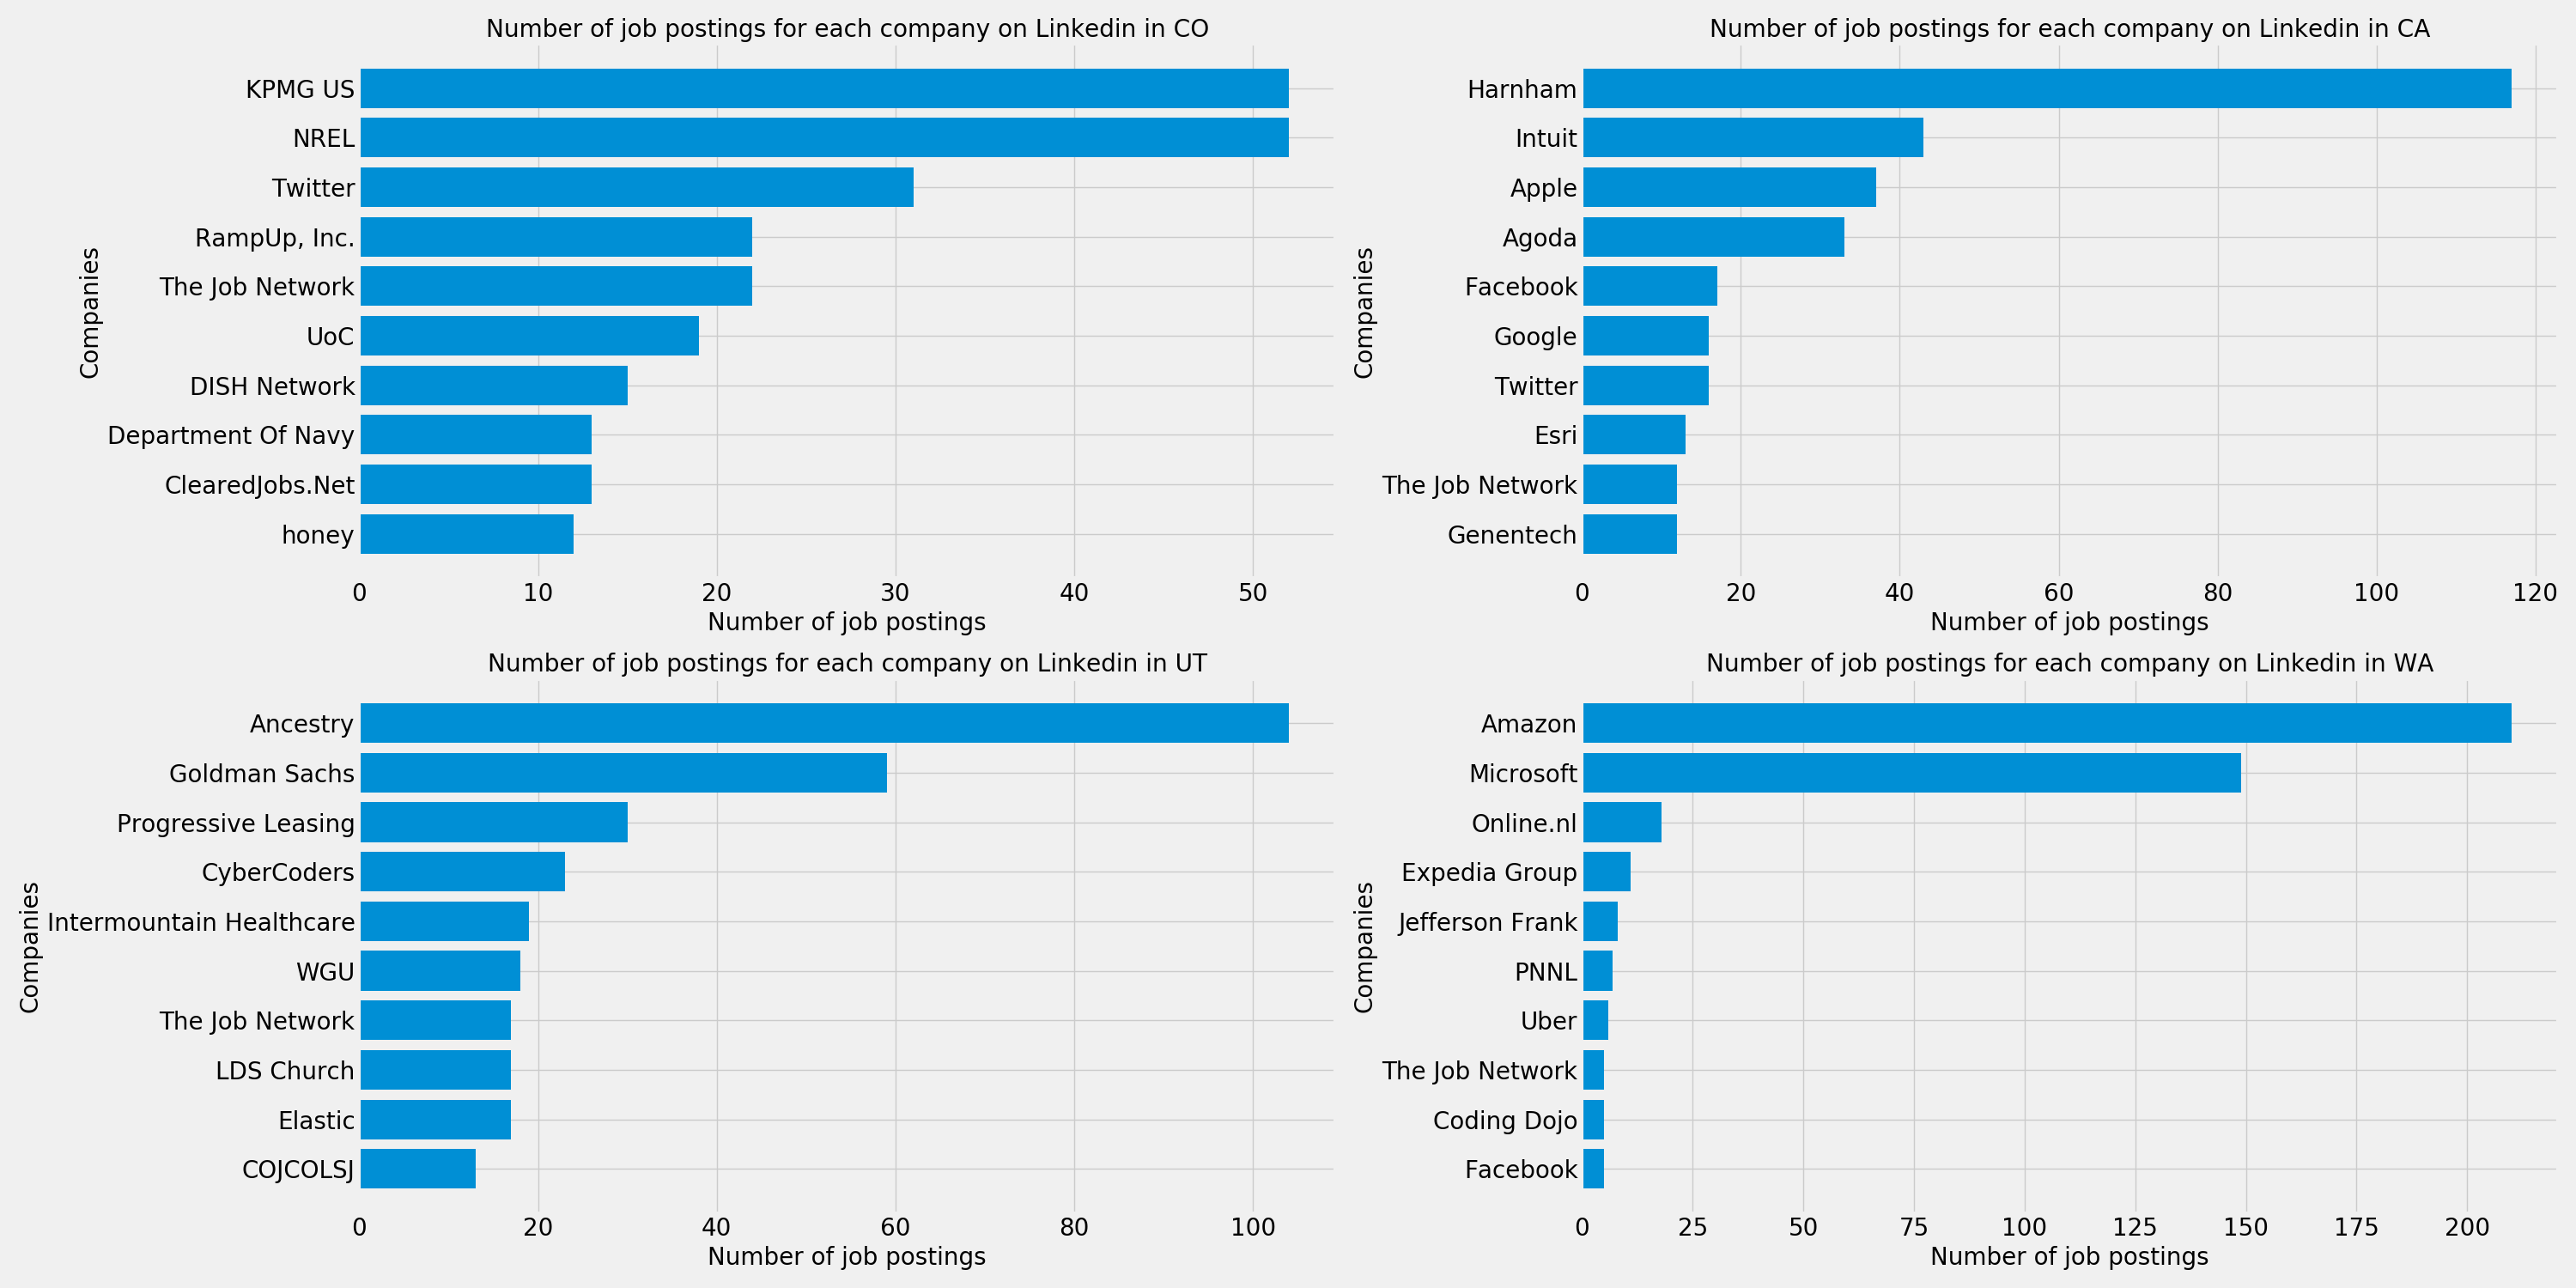 Number of job postings for each company on Linkedin in CO
Companies
KPMG US
NREL
Twitter
RampUp, Inc.
The Job Network
UoC
DISH Network
Department Of Navy
ClearedJobs.Net
honey
0 10 20 30 40 50
Number of job postings
Number of job postings for each company on Linkedin in CA
Companies
Harnham
Intuit
Apple
Agoda
Facebook
Google
Twitter
Esri
The Job Network
Genentech
0 20 40 60 80 100 120
Number of job postings
Number of job postings for each company on Linkedin in UT
Companies
Ancestry
Goldman Sachs
Progressive Leasing
CyberCoders
Intermountain Healthcare
WGU
The Job Network
LDS Church
Elastic
COJCOLSJ
0 20 40 60 80 100
Number of job postings
Number of job postings for each company on Linkedin in WA
Companies
Amazon
Microsoft
Online.nl
Expedia Group
Jefferson Frank
PNNL
Uber
The Job Network
Coding Dojo
Facebook
0 25 50 75 100 125 150 175 200
Number of job postings